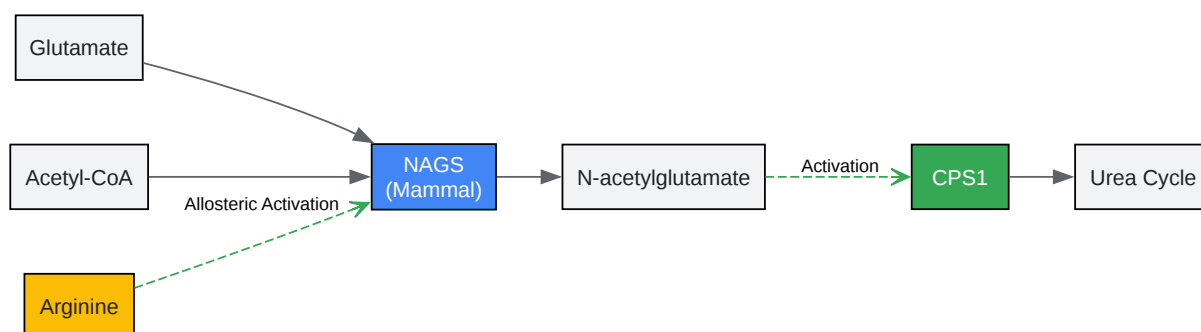 Glutamate
Acetyl-CoA
Allosteric Activation
Arginine
NAGS
(Mammal)
N-acetylglutamate
Activation
CPS1
Urea Cycle